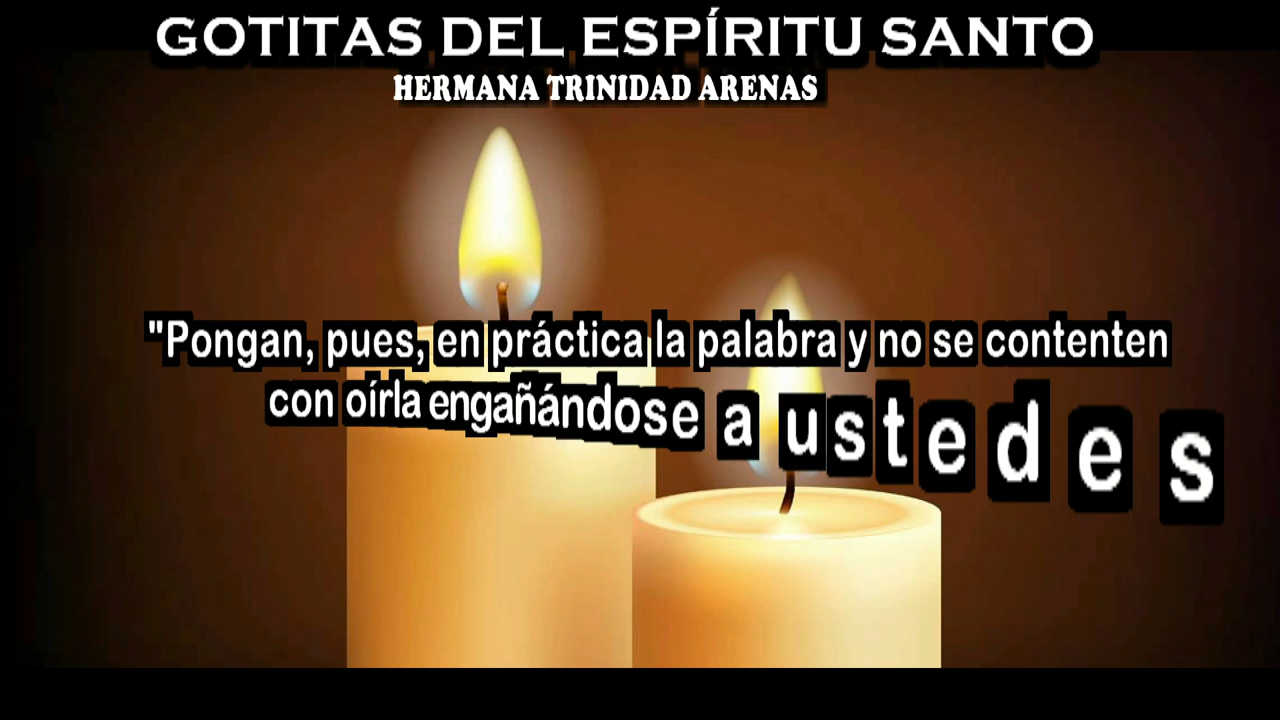 GOTITAS DEL ESPÍRITU SANTO
HERMANA TRINIDAD ARENAS
"Pongan, pues, en práctica la palabra y no se contenten
con oírla engañándose a ustedes